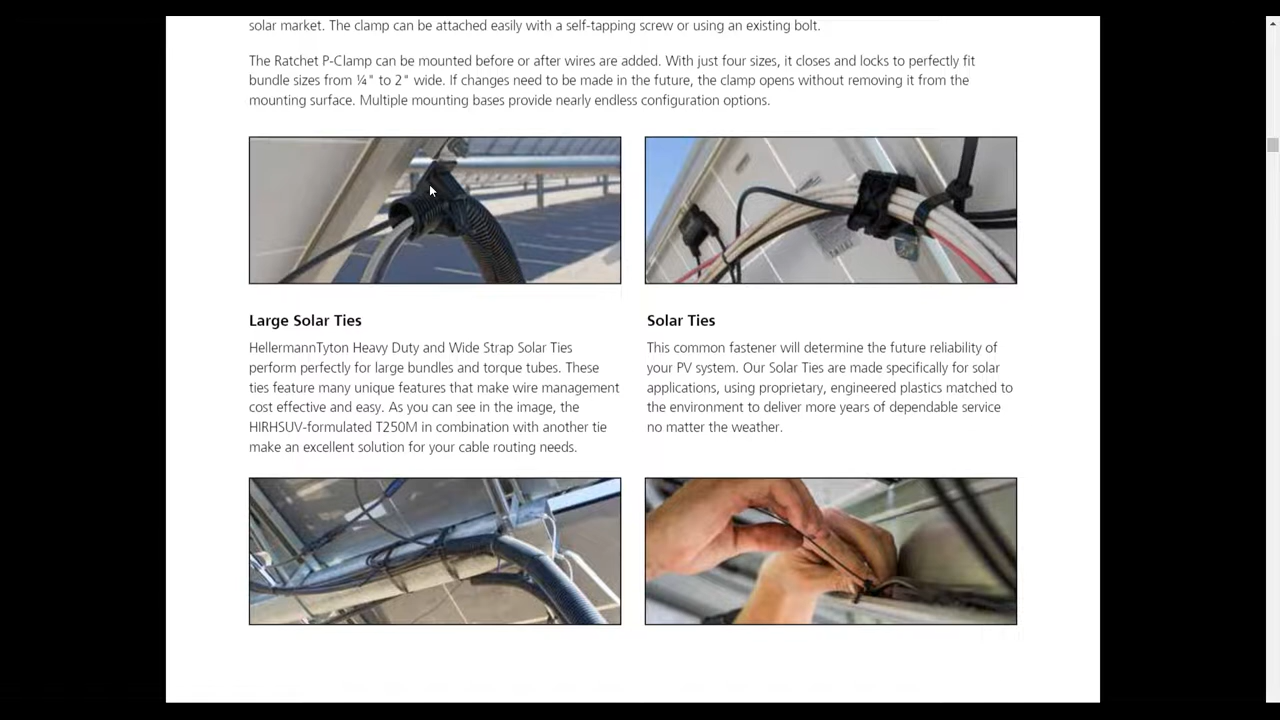 solar market. The clamp can be attached easily with a self-tapping screw or using an existing bolt.
The Ratchet P-Clamp can be mounted before or after wires are added. With just four sizes, it closes and locks to perfectly fit
bundle sizes from ¼" to 2" wide. If changes need to be made in the future, the clamp opens without removing it from the
mounting surface. Multiple mounting bases provide nearly endless configuration options.
Large Solar Ties
HellermannTyton Heavy Duty and Wide Strap Solar Ties
perform perfectly for large bundles and torque tubes. These
ties feature many unique features that make wire management
cost effective and easy. As you can see in the image, the
HIRHSUV-formulated T250M in combination with another tie
make an excellent solution for your cable routing needs.
Solar Ties
This common fastener will determine the future reliability of
your PV system. Our Solar Ties are made specifically for solar
applications, using proprietary, engineered plastics matched to
the environment to deliver more years of dependable service
no matter the weather.